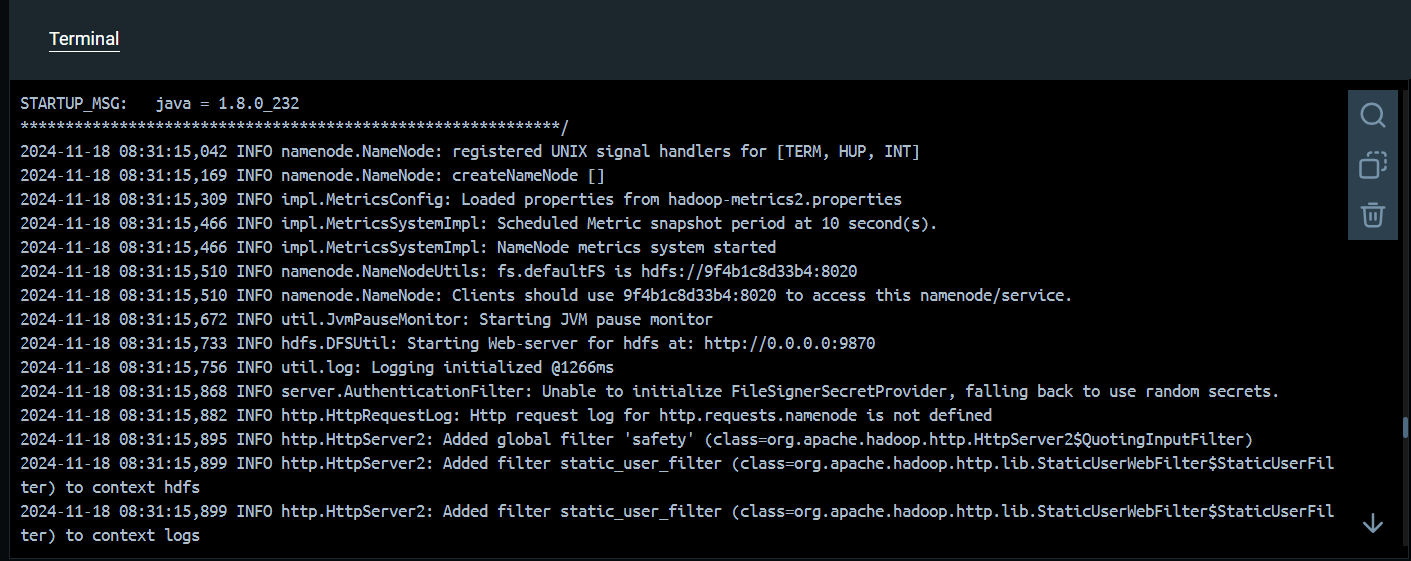 Terminal
STARTUP_MSG:   java = 1.8.0_232
************************************************************/
2024-11-18 08:31:15,042 INFO namenode.NameNode: registered UNIX signal handlers for [TERM, HUP, INT]
2024-11-18 08:31:15,169 INFO namenode.NameNode: createNameNode []
2024-11-18 08:31:15,309 INFO impl.MetricsConfig: Loaded properties from hadoop-metrics2.properties
2024-11-18 08:31:15,466 INFO impl.MetricsSystemImpl: Scheduled Metric snapshot period at 10 second(s).
2024-11-18 08:31:15,466 INFO impl.MetricsSystemImpl: NameNode metrics system started
2024-11-18 08:31:15,510 INFO namenode.NameNodeUtils: fs.defaultFS is hdfs://9f4b1c8d33b4:8020
2024-11-18 08:31:15,510 INFO namenode.NameNode: Clients should use 9f4b1c8d33b4:8020 to access this namenode/service.
2024-11-18 08:31:15,672 INFO util.JvmPauseMonitor: Starting JVM pause monitor
2024-11-18 08:31:15,733 INFO hdfs.DFSUtil: Starting Web-server for hdfs at: http://0.0.0.0:9870
2024-11-18 08:31:15,756 INFO util.log: Logging initialized @1266ms
2024-11-18 08:31:15,868 INFO server.AuthenticationFilter: Unable to initialize FileSignerSecretProvider, falling back to use random secrets.
2024-11-18 08:31:15,882 INFO http.HttpRequestLog: Http request log for http.requests.namenode is not defined
2024-11-18 08:31:15,895 INFO http.HttpServer2: Added global filter 'safety' (class=org.apache.hadoop.http.HttpServer2$QuotingInputFilter)
2024-11-18 08:31:15,899 INFO http.HttpServer2: Added filter static_user_filter (class=org.apache.hadoop.http.lib.StaticUserWebFilter$StaticUserFil
ter) to context hdfs
2024-11-18 08:31:15,899 INFO http.HttpServer2: Added filter static_user_filter (class=org.apache.hadoop.http.lib.StaticUserWebFilter$StaticUserFil
ter) to context logs